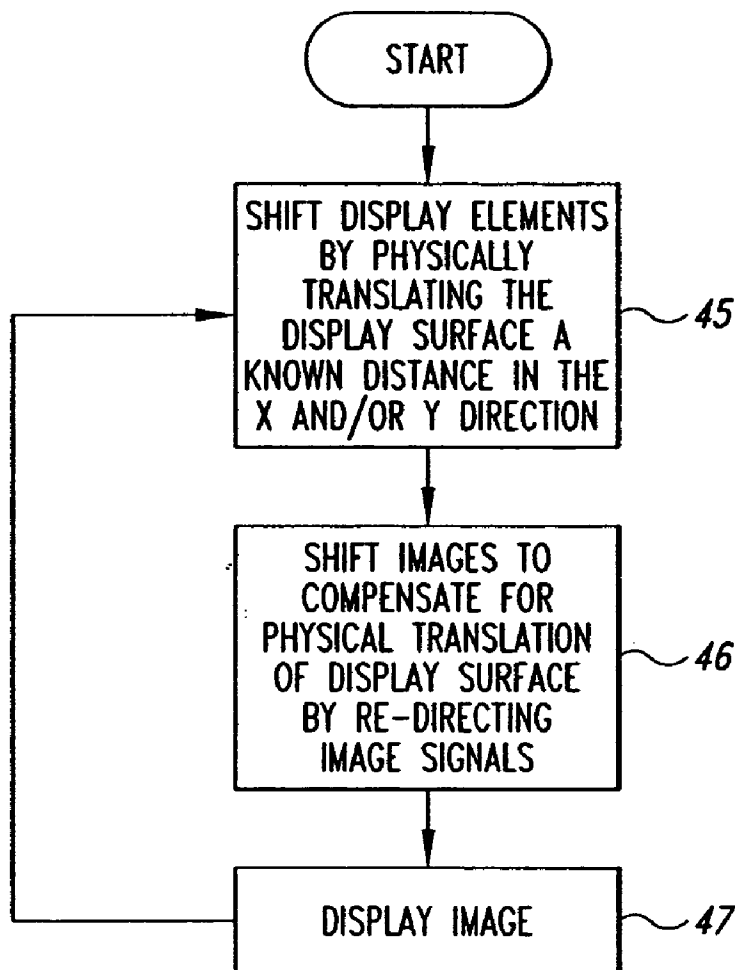 START
SHIFT DISPLAY ELEMENTS
BY PHYSICALLY
TRANSLATING THE
DISPLAY SURFACE A
KNOWN DISTANCE IN THE
X AND/OR Y DIRECTION
45
SHIFT IMAGES TO
COMPENSATE FOR
PHYSICAL TRANSLATION
OF DISPLAY SURFACE
BY RE-DIRECTING
IMAGE SIGNALS
46
DISPLAY IMAGE
47